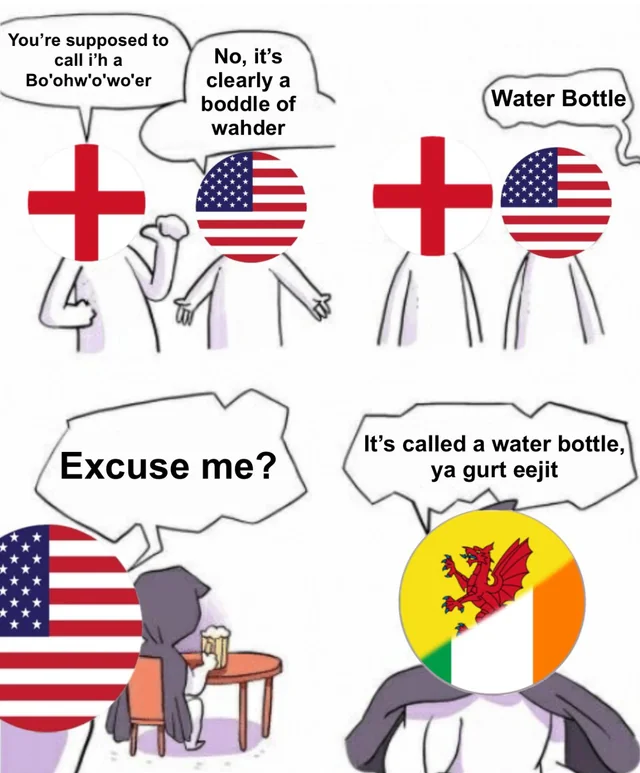 You’re supposed to
call i’h a
Bo'ohw'o'wo'er
No, it’s
clearly a
boddle of
wahder
Water Bottle
Excuse me?
It’s called a water bottle,
ya gurt eejit